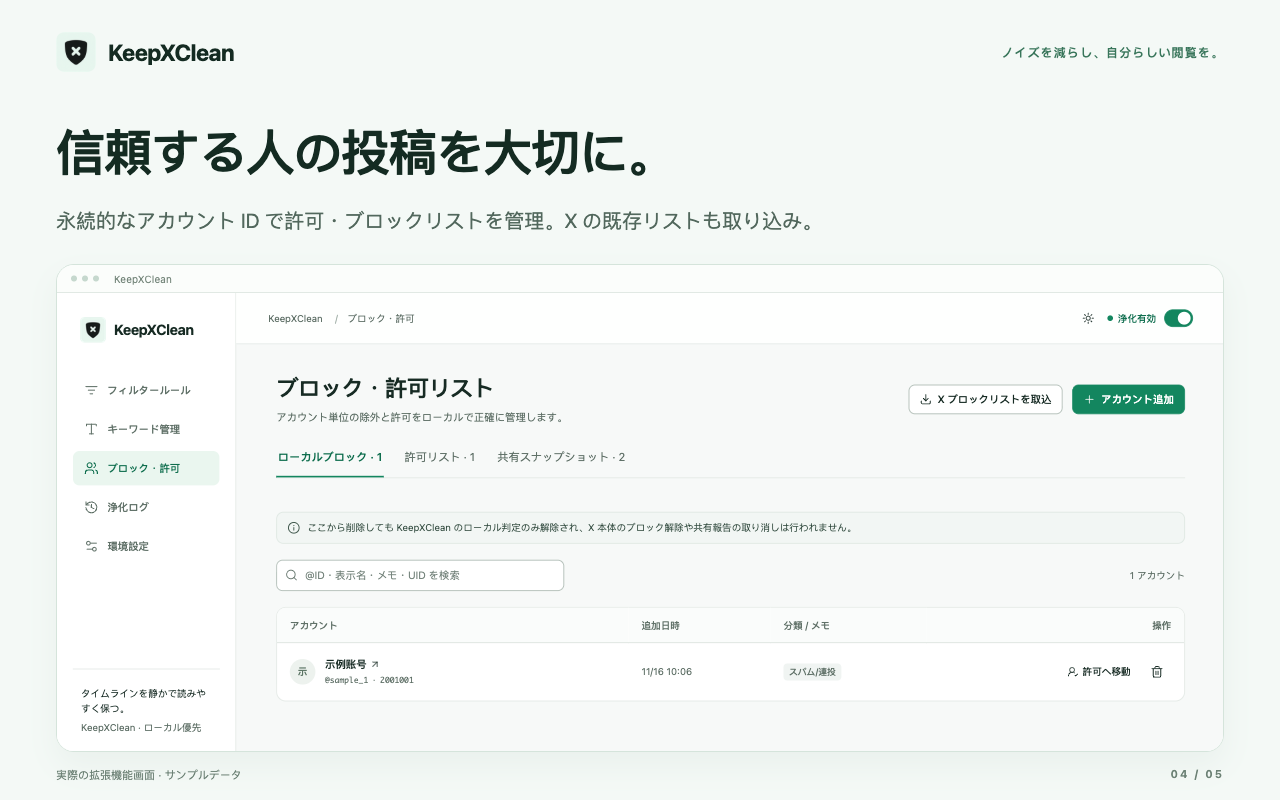 KeepXClean
ノイズを減らし、自分らしい閲覧を。
信頼する人の投稿を大切に。
永続的なアカウント ID で許可・ブロックリストを管理。X の既存リストも取り込み。
KeepXClean
KeepXClean
KeepXClean / ブロック・許可
浄化有効
フィルタールール
キーワード管理
ブロック・許可
浄化ログ
環境設定
タイムラインを静かで読みや
すく保つ。
KeepXClean · ローカル優先
ブロック・許可リスト
アカウント単位の除外と許可をローカルで正確に管理します。
X ブロックリストを取込
アカウント追加
ローカルブロック · 1
許可リスト · 1
共有スナップショット · 2
ここから削除しても KeepXClean のローカル判定のみ解除され、X 本体のブロック解除や共有報告の取り消しは行われません。
@ID・表示名・メモ・UID を検索
1 アカウント
アカウント 追加日時 分類 / メモ 操作
示 示例账号 11/16 10:06 スパム/連投 許可へ移動
@sample_1 · 2001001
実際の拡張機能画面 · サンプルデータ
04 / 05